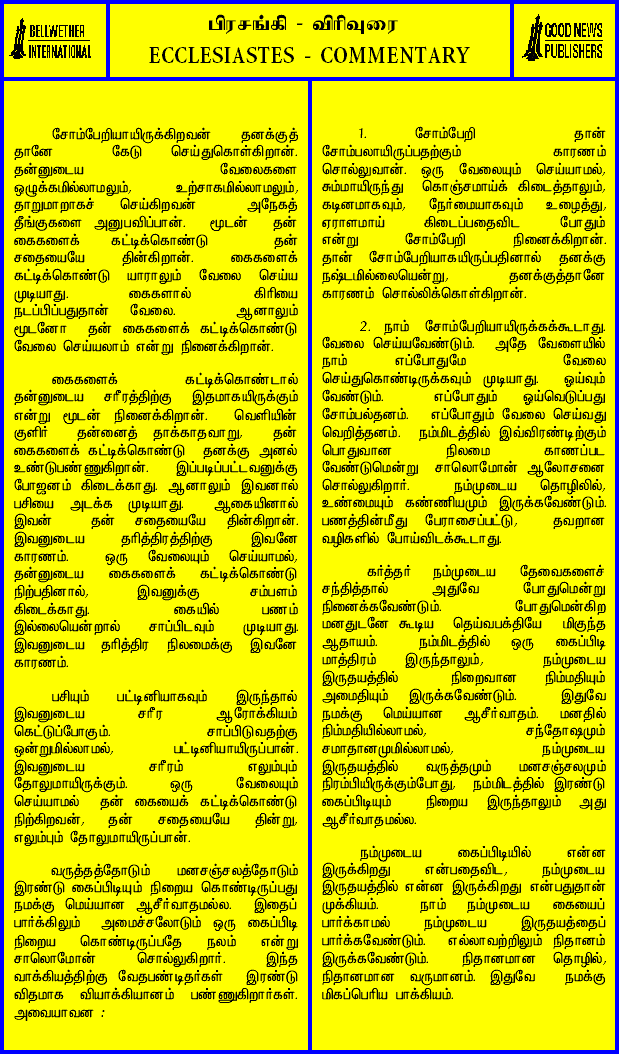 BELLWETHER
INTERNATIONAL
பிரசங்கி - விரிவுரை
ECCLESIASTES - COMMENTARY
GOOD NEWS
PUBLISHERS
சோம்பேறியாயிருக்கிறவன் தனக்குத்
தானே கேடு செய்துகொள்கிறான்.
தன்னுடைய வேலைகளை
ஒழுக்கமில்லாமலும், உற்சாகமில்லாமலும்,
தாறுமாறாகச் செய்கிறவன் அநேகத்
தீங்குகளை அனுபவிப்பான். மூடன் தன்
கைகளைக் கட்டிக்கொண்டு தன்
சதையையே தின்கிறான். கைகளைக்
கட்டிக்கொண்டு யாராலும் வேலை செய்ய
முடியாது. கைகளால் கிரியை
நடப்பிப்பதுதான் வேலை. ஆனாலும்
மூடனோ தன் கைகளைக் கட்டிக்கொண்டு
வேலை செய்யலாம் என்று நினைக்கிறான்.
கைகளைக் கட்டிக்கொண்டால்
தன்னுடைய சரீரத்திற்கு இதமாகயிருக்கும்
என்று மூடன் நினைக்கிறான். வெளியின்
குளிர் தன்னைத் தாக்காதவாறு, தன்
கைகளைக் கட்டிக்கொண்டு தனக்கு அனல்
உண்டுபண்ணுகிறான். இப்படிப்பட்டவனுக்கு
போஜனம் கிடைக்காது. ஆனாலும் இவனால்
பசியை அடக்க முடியாது. ஆகையினால்
இவன் தன் சதையையே தின்கிறான்.
இவனுடைய தரித்திரத்திற்கு இவனே
காரணம். ஒரு வேலையும் செய்யாமல்,
தன்னுடைய கைகளைக் கட்டிக்கொண்டு
நிற்பதினால், இவனுக்கு சம்பளம்
கிடைக்காது. கையில் பணம்
இல்லையென்றால் சாப்பிடவும் முடியாது.
இவனுடைய தரித்திர நிலமைக்கு இவனே
காரணம்.
பசியும் பட்டினியாகவும் இருந்தால்
இவனுடைய சரீர ஆரோக்கியம்
கெட்டுப்போகும். சாப்பிடுவதற்கு
ஒன்றுமில்லாமல், பட்டினியாயிருப்பான்.
இவனுடைய சரீரம் எலும்பும்
தோலுமாயிருக்கும். ஒரு வேலையும்
செய்யாமல் தன் கையைக் கட்டிக்கொண்டு
நிற்கிறவன், தன் சதையையே தின்று,
எலும்பும் தோலுமாயிருப்பான்.
வருத்தத்தோடும் மனசஞ்சலத்தோடும்
இரண்டு கைப்பிடியும் நிறைய கொண்டிருப்பது
நமக்கு மெய்யான ஆசீர்வாதமல்ல. இதைப்
பார்க்கிலும் அமைச்சலோடும் ஒரு கைப்பிடி
நிறைய கொண்டிருப்பதே நலம் என்று
சாலொமோன் சொல்லுகிறார். இந்த
வாக்கியத்திற்கு வேதபண்டிதர்கள் இரண்டு
விதமாக வியாக்கியானம் பண்ணுகிறார்கள்.
அவையாவன :
1. சோம்பேறி தான்
சோம்பலாயிருப்பதற்கும் காரணம்
சொல்லுவான். ஒரு வேலையும் செய்யாமல்,
சும்மாயிருந்து கொஞ்சமாய்க் கிடைத்தாலும்,
கடினமாகவும், நேர்மையாகவும் உழைத்து,
ஏராளமாய் கிடைப்பதைவிட போதும்
என்று சோம்பேறி நினைக்கிறான்.
தான் சோம்பேறியாகயிருப்பதினால் தனக்கு
நஷ்டமில்லையென்று, தனக்குத்தானே
காரணம் சொல்லிக்கொள்கிறான்.
2. நாம் சோம்பேறியாயிருக்கக்கூடாது.
வேலை செய்யவேண்டும். அதே வேளையில்
நாம் எப்போதுமே வேலை
செய்துகொண்டிருக்கவும் முடியாது. ஓய்வும்
வேண்டும். எப்போதும் ஓய்வெடுப்பது
சோம்பல்தனம். எப்போதும் வேலை செய்வது
வெறித்தனம். நம்மிடத்தில் இவ்விரண்டிற்கும்
பொதுவான நிலமை காணப்பட
வேண்டுமென்று சாலொமோன் ஆலோசனை
சொல்லுகிறார். நம்முடைய தொழிலில்,
உண்மையும் கண்ணியமும் இருக்கவேண்டும்.
பணத்தின்மீது பேராசைப்பட்டு, தவறான
வழிகளில் போய்விடக்கூடாது.
கர்த்தர் நம்முடைய தேவைகளைச்
சந்தித்தால் அதுவே போதுமென்று
நினைக்கவேண்டும். போதுமென்கிற
மனதுடனே கூடிய தெய்வபக்தியே மிகுந்த
ஆதாயம். நம்மிடத்தில் ஒரு கைப்பிடி
மாத்திரம் இருந்தாலும், நம்முடைய
இருதயத்தில் நிறைவான நிம்மதியும்
அமைதியும் இருக்கவேண்டும். இதுவே
நமக்கு மெய்யான ஆசீர்வாதம். மனதில்
நிம்மதியில்லாமல், சந்தோஷமும்
சமாதானமுமில்லாமல், நம்முடைய
இருதயத்தில் வருத்தமும் மனசஞ்சலமும்
நிரம்பியிருக்கும்போது, நம்மிடத்தில் இரண்டு
கைப்பிடியும் நிறைய இருந்தாலும் அது
ஆசீர்வாதமல்ல.
நம்முடைய கைப்பிடியில் என்ன
இருக்கிறது என்பதைவிட, நம்முடைய
இருதயத்தில் என்ன இருக்கிறது என்பதுதான்
முக்கியம். நாம் நம்முடைய கையைப்
பார்க்காமல் நம்முடைய இருதயத்தைப்
பார்க்கவேண்டும். எல்லாவற்றிலும் நிதானம்
இருக்கவேண்டும். நிதானமான தொழில்,
நிதானமான வருமானம். இதுவே நமக்கு
மிகப்பெரிய பாக்கியம்.